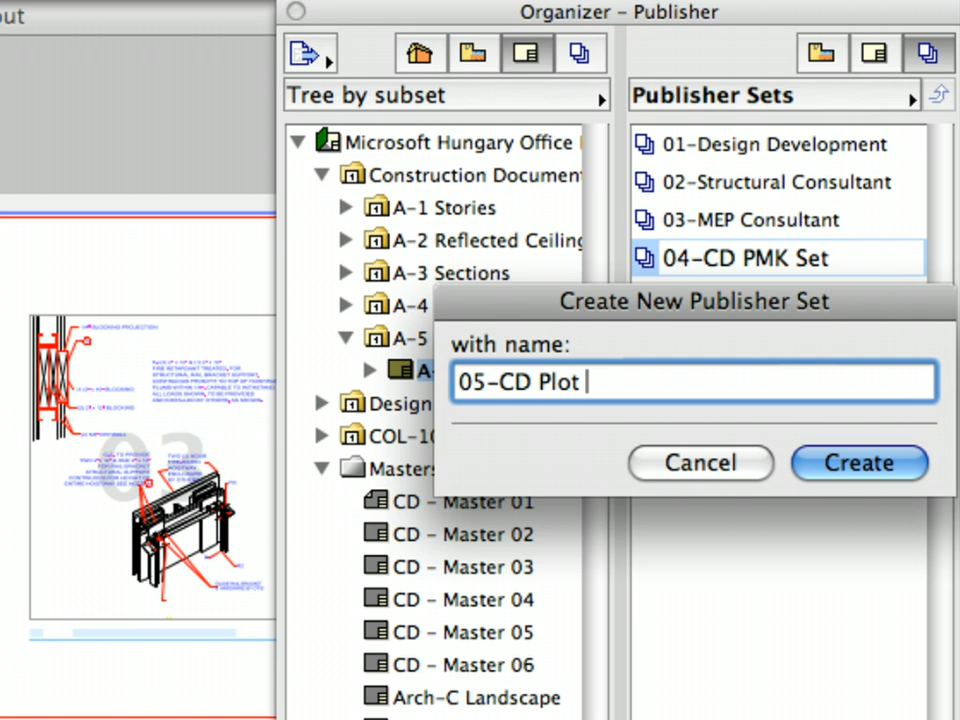 out
Organizer – Publisher
Tree by subset
Publisher Sets
Microsoft Hungary Office
Construction Documen
A-1 Stories
A-2 Reflected Ceiling
A-3 Sections
A-4
A-5
A-
Design
COL-10
Masters
CD – Master 01
CD – Master 02
CD – Master 03
CD – Master 04
CD – Master 05
CD – Master 06
Arch-C Landscape
01-Design Development
02-Structural Consultant
03-MEP Consultant
04-CD PMK Set
Create New Publisher Set
with name:
05-CD Plot
Cancel
Create
03